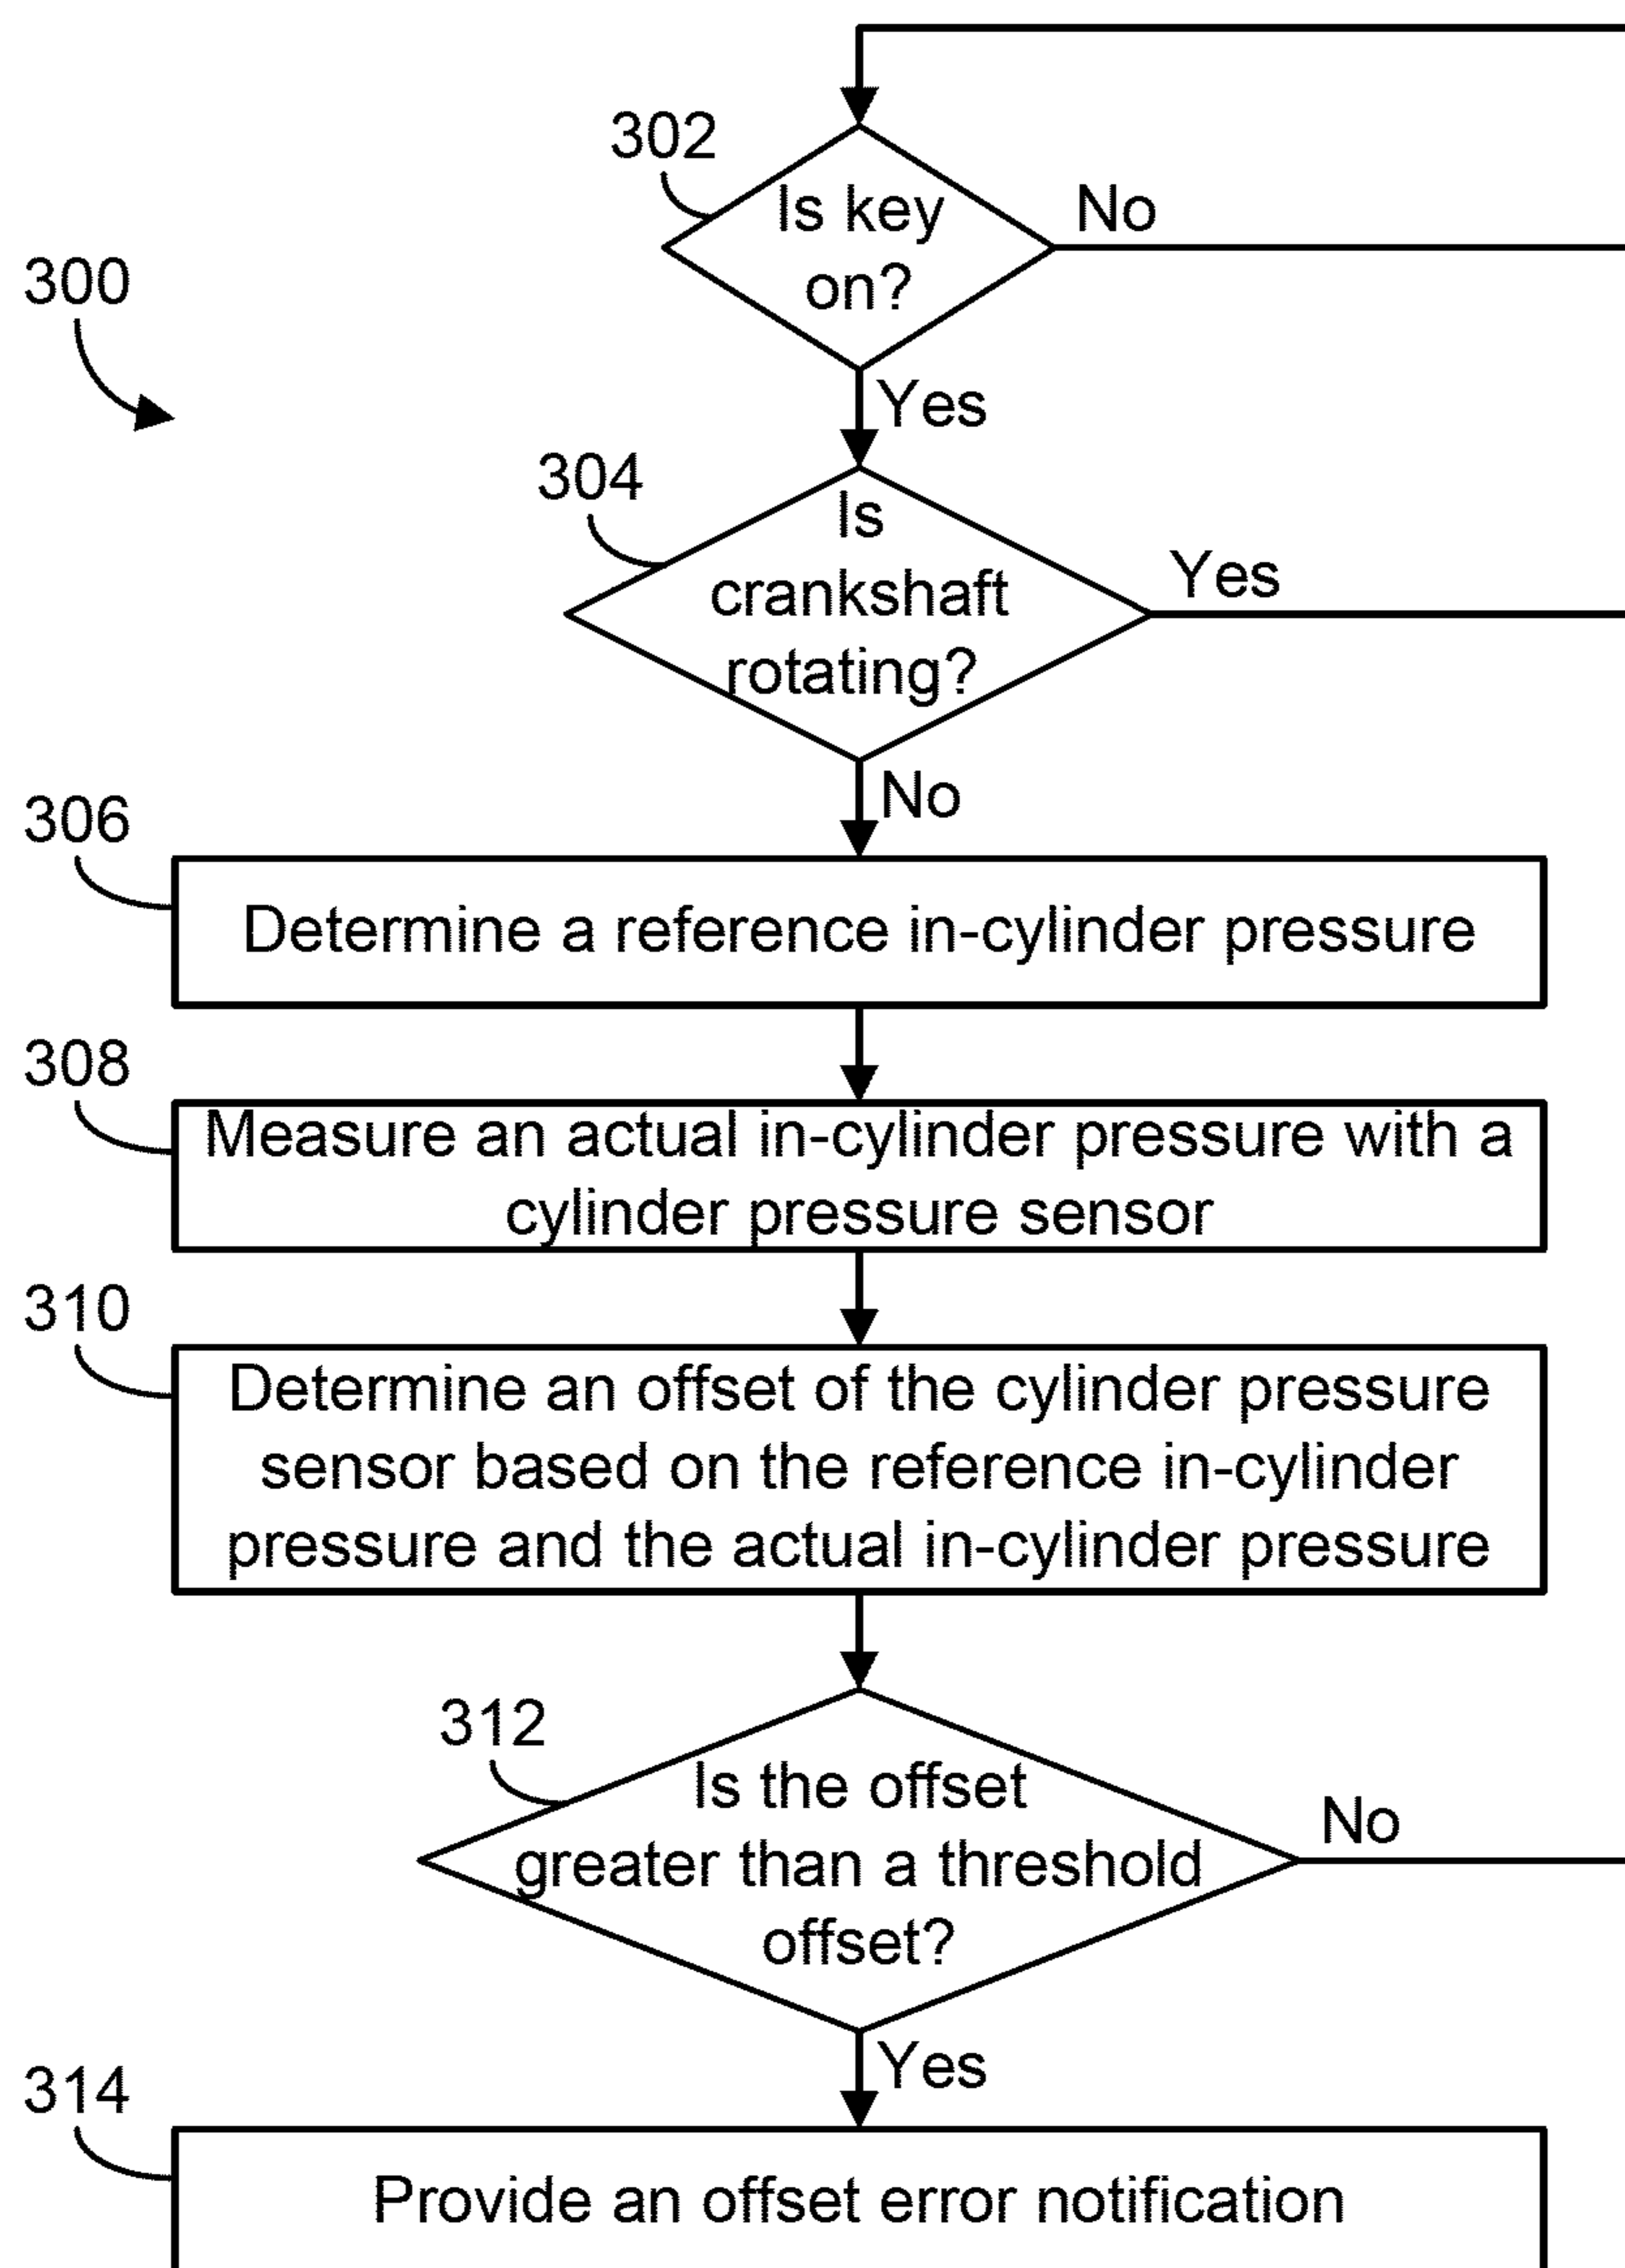 302
Is key
on?
No
300
Yes
304
Is
crankshaft
rotating?
Yes
No
306
Determine a reference in-cylinder pressure
308
Measure an actual in-cylinder pressure with a
cylinder pressure sensor
310
Determine an offset of the cylinder pressure
sensor based on the reference in-cylinder
pressure and the actual in-cylinder pressure
312
Is the offset
greater than a threshold
offset?
No
Yes
314
Provide an offset error notification